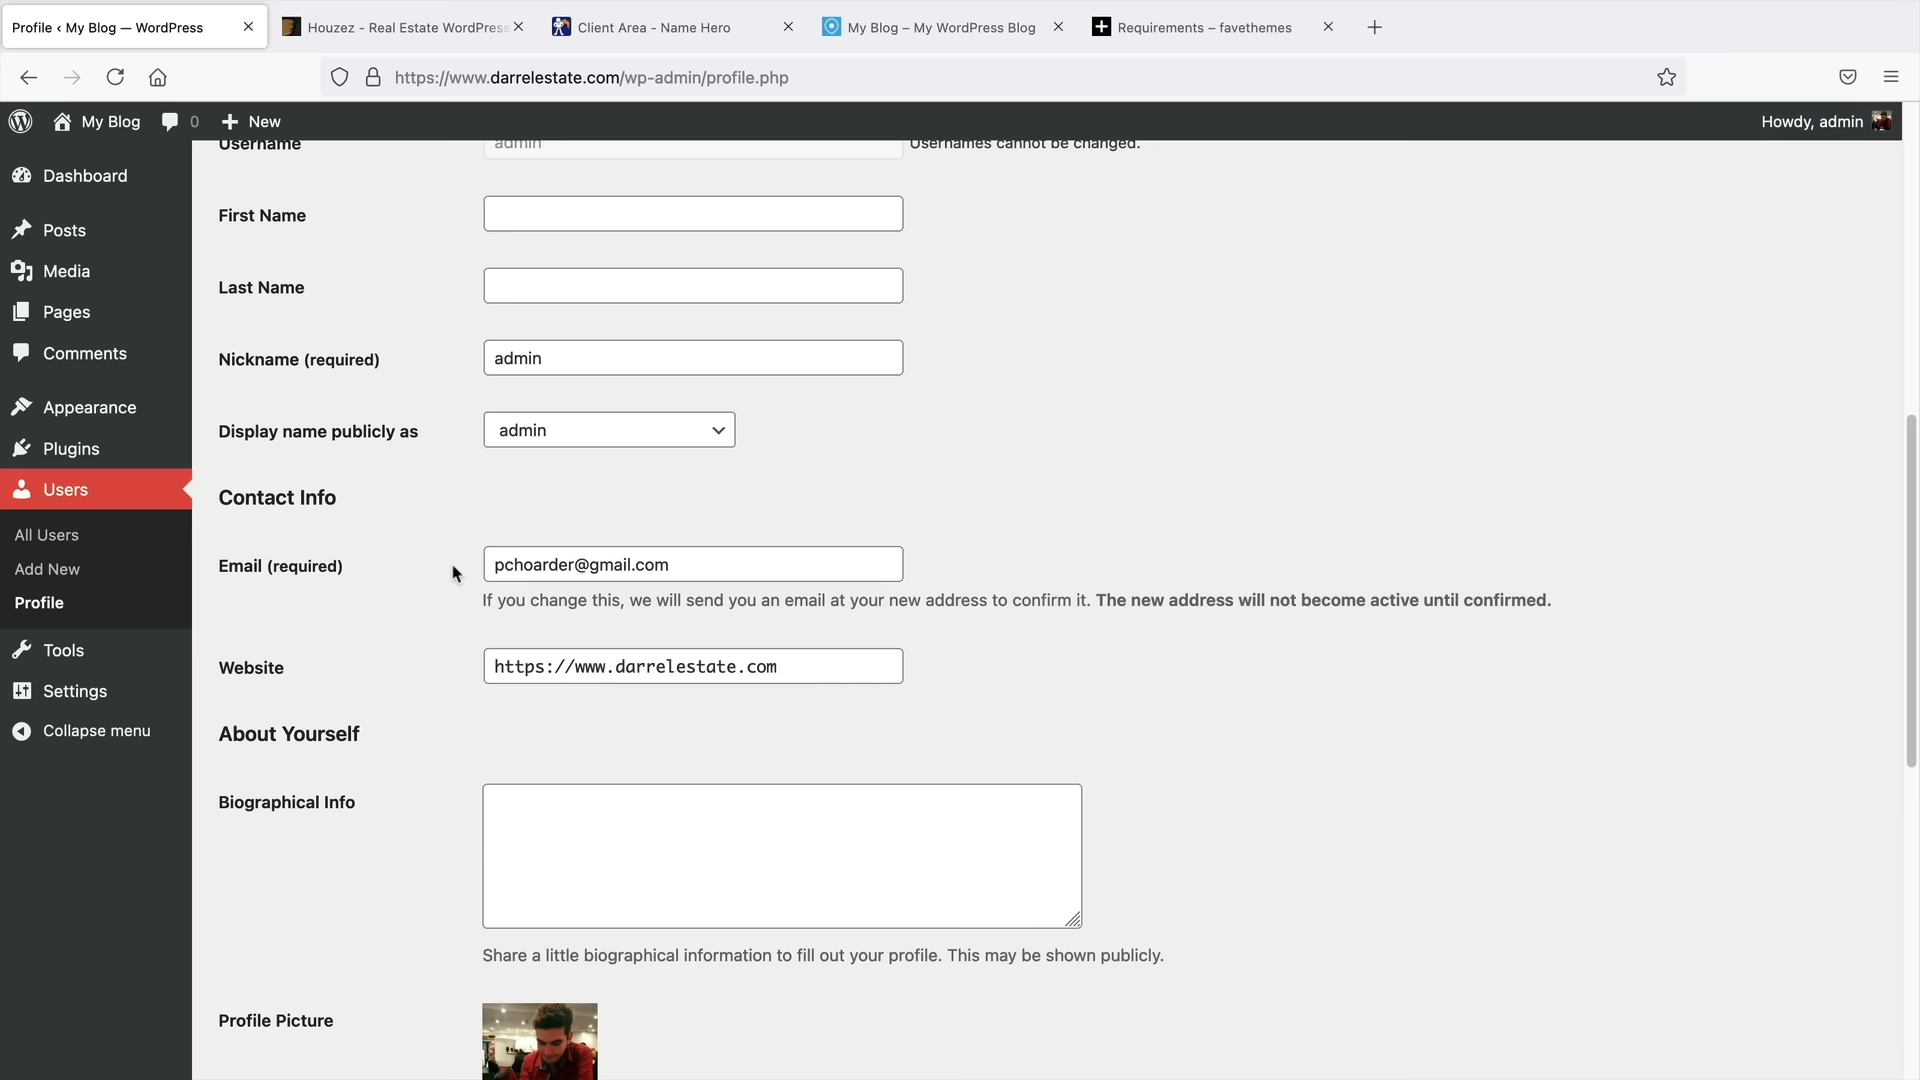 Profile ‹ My Blog — WordPress
Houzez - Real Estate WordPress
Client Area - Name Hero
My Blog – My WordPress Blog
Requirements – favethemes
https://www.darrelestate.com/wp-admin/profile.php
My Blog
0
New
Howdy, admin
Dashboard
Posts
Media
Pages
Comments
Appearance
Plugins
Users
All Users
Add New
Profile
Tools
Settings
Collapse menu
Username
admin
Usernames cannot be changed.
First Name
Last Name
Nickname (required)
admin
Display name publicly as
admin
Contact Info
Email (required)
pchoarder@gmail.com
If you change this, we will send you an email at your new address to confirm it. The new address will not become active until confirmed.
Website
https://www.darrelestate.com
About Yourself
Biographical Info
Share a little biographical information to fill out your profile. This may be shown publicly.
Profile Picture